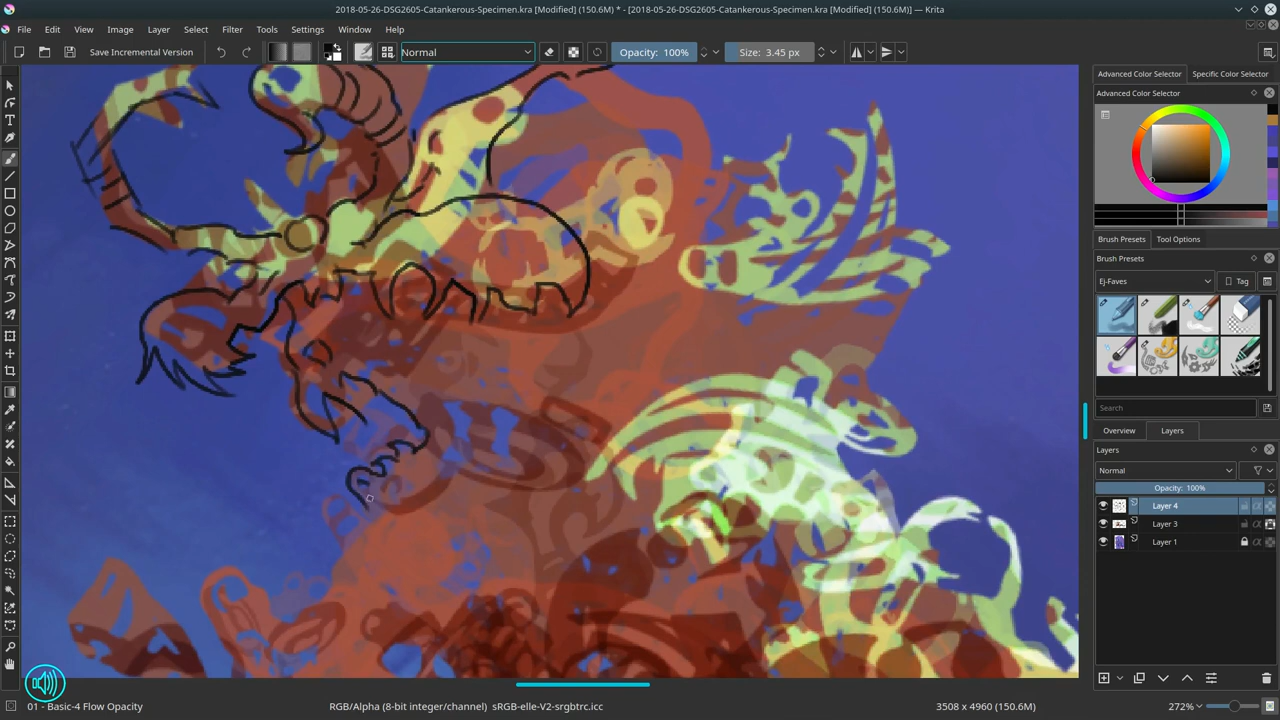 2018-05-26-DSG2605-Catankerous-Specimen.kra [Modified] (150.6M) * - [2018-05-26-DSG2605-Catankerous-Specimen.kra [Modified] (150.6M)] — Krita
File Edit View Image Layer Select Filter Tools Settings Window Help
Save Incremental Version Normal Opacity: 100% Size: 3.45 px
Advanced Color Selector Specific Color Selector
Advanced Color Selector
Brush Presets Tool Options
Brush Presets
Ej-Faves Tag
Search
Overview Layers
Layers
Normal
Opacity: 100%
Layer 4
Layer 3
Layer 1
01 - Basic-4 Flow Opacity RGB/Alpha (8-bit integer/channel) sRGB-elle-V2-srgbtrc.icc 3508 x 4960 (150.6M) 272%